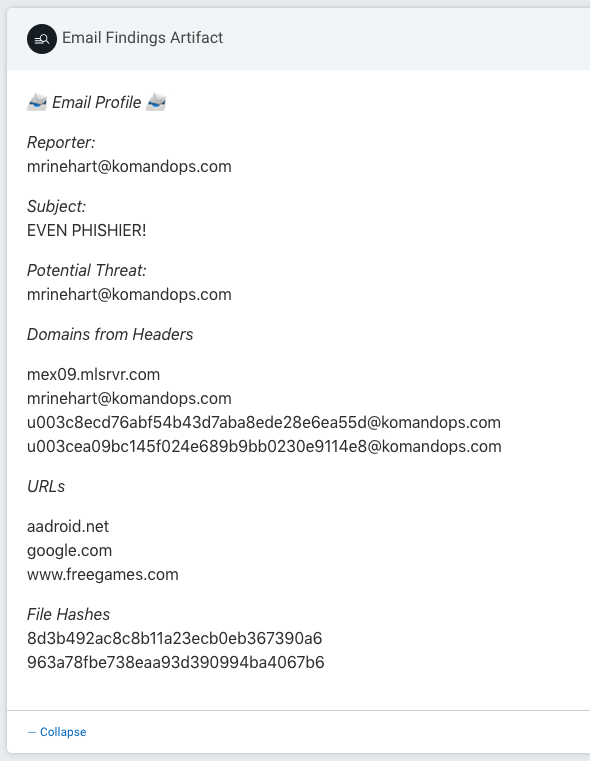 Email Findings Artifact
Email Profile
Reporter:
mrinehart@komandops.com
Subject:
EVEN PHISHIER!
Potential Threat:
mrinehart@komandops.com
Domains from Headers
mex09.mlsrvr.com
mrinehart@komandops.com
u003c8ecd76abf54b43d7aba8ede28e6ea55d@komandops.com
u003cea09bc145f024e689b9bb0230e9114e8@komandops.com
URLs
aadroid.net
google.com
www.freegames.com
File Hashes
8d3b492ac8c8b11a23ecb0eb367390a6
963a78fbe738eaa93d390994ba4067b6
— Collapse